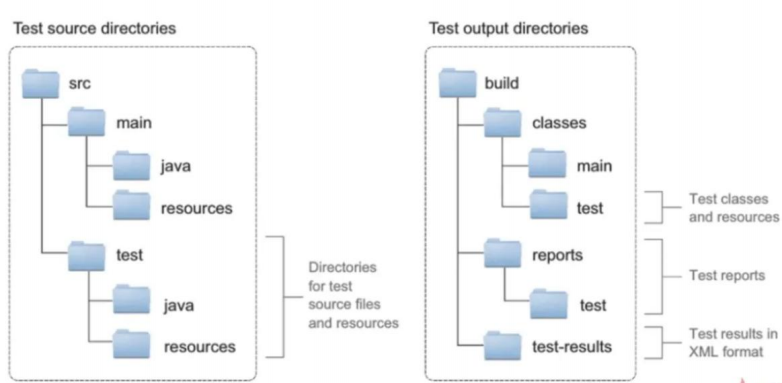 Test source directories
src
main
java
resources
test
java
resources
Directories
for test
source files
and resources
Test output directories
build
classes
main
test
Test classes
and resources
reports
Test reports
test
test-results
Test results in
XML format